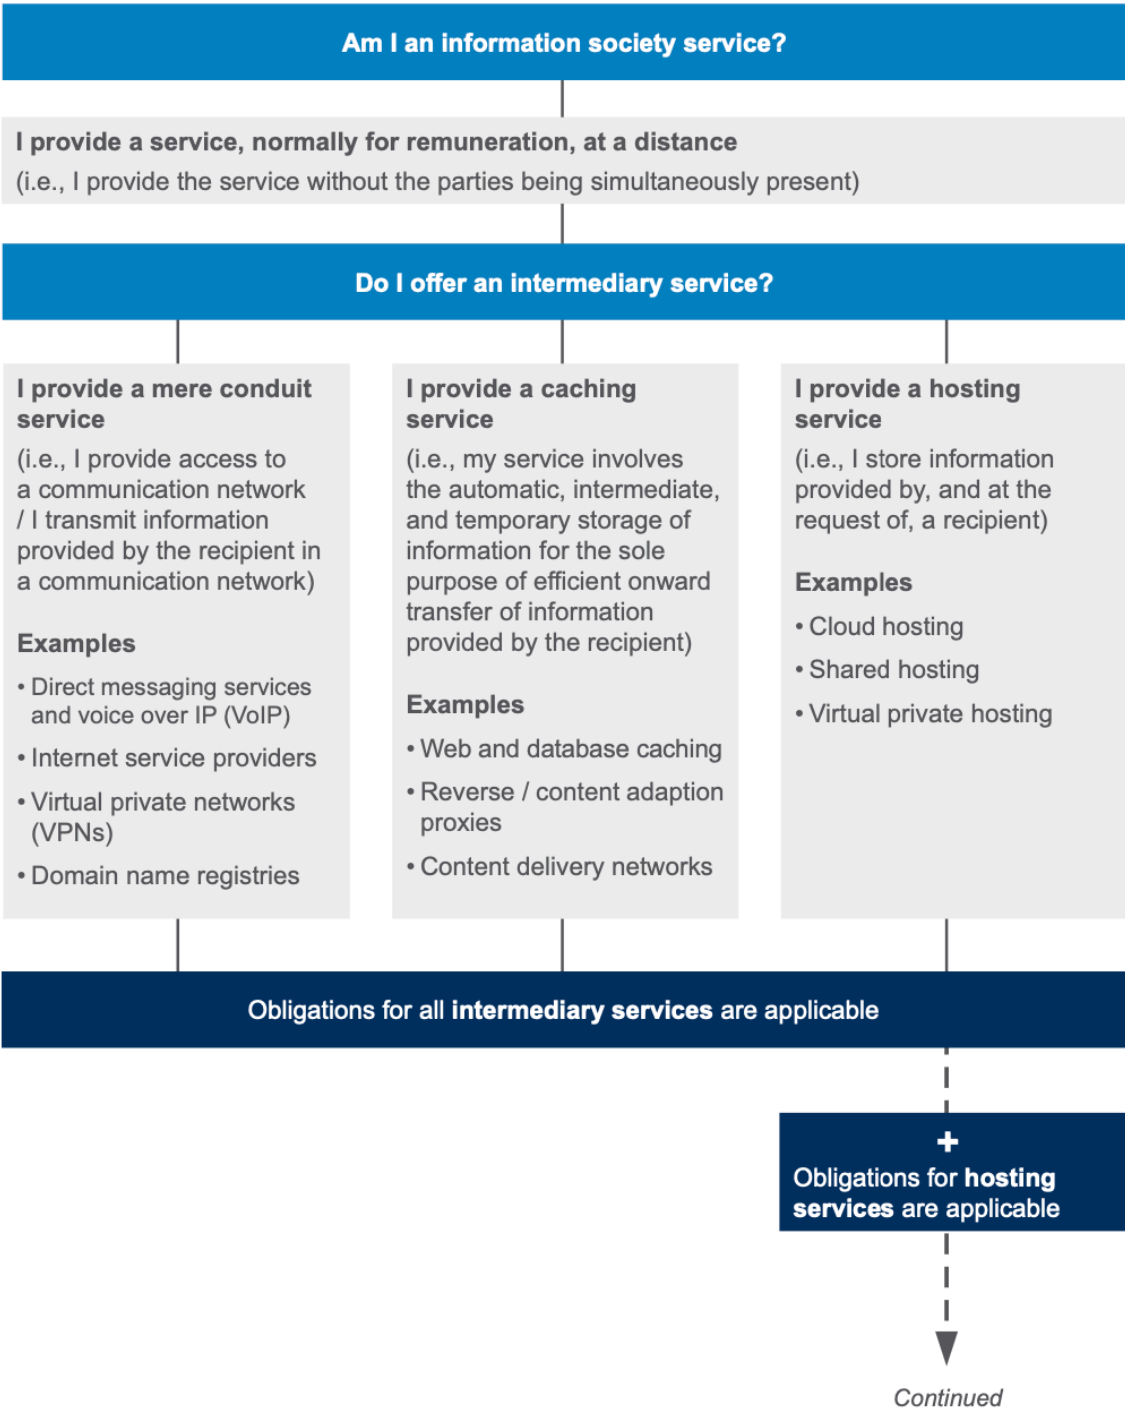 Am I an information society service?
I provide a service, normally for remuneration, at a distance
(i.e., I provide the service without the parties being simultaneously present)
Do I offer an intermediary service?
I provide a mere conduit
service
(i.e., I provide access to
a communication network
/ I transmit information
provided by the recipient in
a communication network)
Examples
• Direct messaging services
and voice over IP (VoIP)
• Internet service providers
• Virtual private networks
(VPNs)
• Domain name registries
I provide a caching
service
(i.e., my service involves
the automatic, intermediate,
and temporary storage of
information for the sole
purpose of efficient onward
transfer of information
provided by the recipient)
Examples
• Web and database caching
• Reverse / content adaption
proxies
• Content delivery networks
I provide a hosting
service
(i.e., I store information
provided by, and at the
request of, a recipient)
Examples
• Cloud hosting
• Shared hosting
• Virtual private hosting
Obligations for all intermediary services are applicable
+
Obligations for hosting
services are applicable
Continued